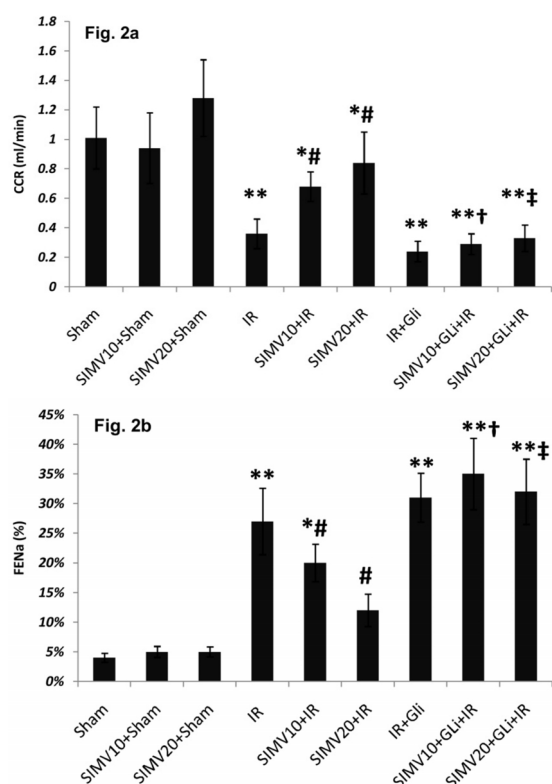 Fig. 2a
CCR (ml/min)
1.8
1.6
1.4
1.2
1
0.8
0.6
0.4
0.2
0
**
*#
*#
**
**†
**‡
Sham
SIMV10+Sham
SIMV20+Sham
IR
SIMV10+IR
SIMV20+IR
IR+Gli
SIMV10+GLi+IR
SIMV20+GLi+IR
Fig. 2b
FENa (%)
45%
40%
35%
30%
25%
20%
15%
10%
5%
0%
**
*#
#
**
**†
**‡
Sham
SIMV10+Sham
SIMV20+Sham
IR
SIMV10+IR
SIMV20+IR
IR+Gli
SIMV10+GLi+IR
SIMV20+GLi+IR